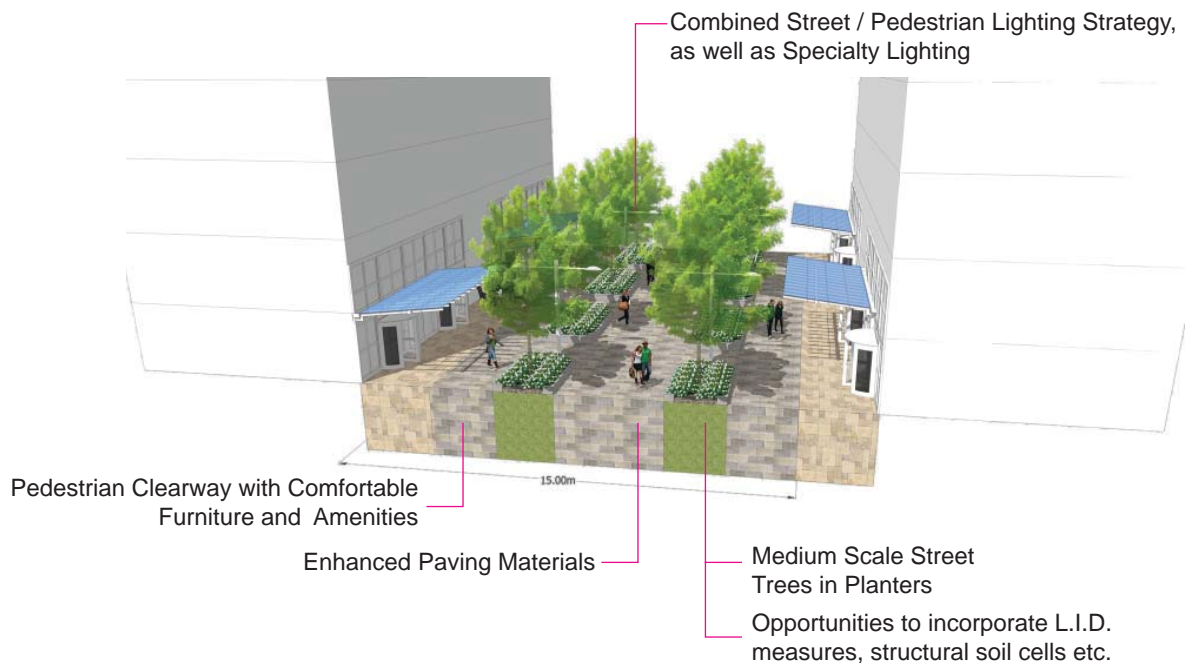 Combined Street / Pedestrian Lighting Strategy,
as well as Specialty Lighting
15.00m
Pedestrian Clearway with Comfortable
Furniture and Amenities
Enhanced Paving Materials
Medium Scale Street
Trees in Planters
Opportunities to incorporate L.I.D.
measures, structural soil cells etc.